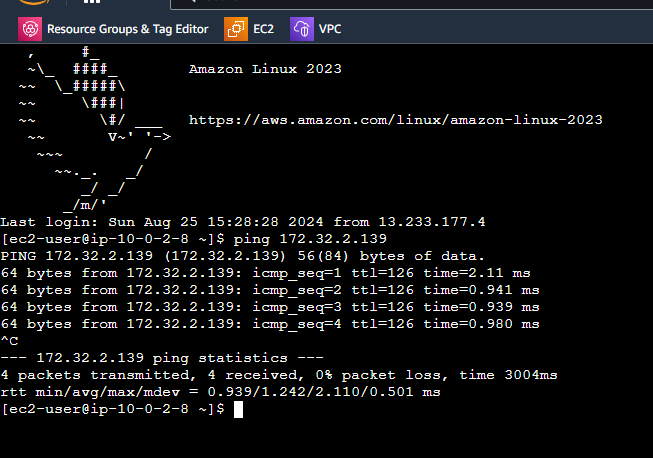 Resource Groups & Tag Editor EC2 VPC
   ,     #_
   ~\_  ####_        Amazon Linux 2023
  ~~  \_#####\
  ~~     \###|
  ~~       \#/ ___   https://aws.amazon.com/linux/amazon-linux-2023
   ~~       V~' '->
    ~~~         /
      ~~._.   _/
         _/ _/
       _/m/'
Last login: Sun Aug 25 15:28:28 2024 from 13.233.177.4
[ec2-user@ip-10-0-2-8 ~]$ ping 172.32.2.139
PING 172.32.2.139 (172.32.2.139) 56(84) bytes of data.
64 bytes from 172.32.2.139: icmp_seq=1 ttl=126 time=2.11 ms
64 bytes from 172.32.2.139: icmp_seq=2 ttl=126 time=0.941 ms
64 bytes from 172.32.2.139: icmp_seq=3 ttl=126 time=0.939 ms
64 bytes from 172.32.2.139: icmp_seq=4 ttl=126 time=0.980 ms
^C
--- 172.32.2.139 ping statistics ---
4 packets transmitted, 4 received, 0% packet loss, time 3004ms
rtt min/avg/max/mdev = 0.939/1.242/2.110/0.501 ms
[ec2-user@ip-10-0-2-8 ~]$